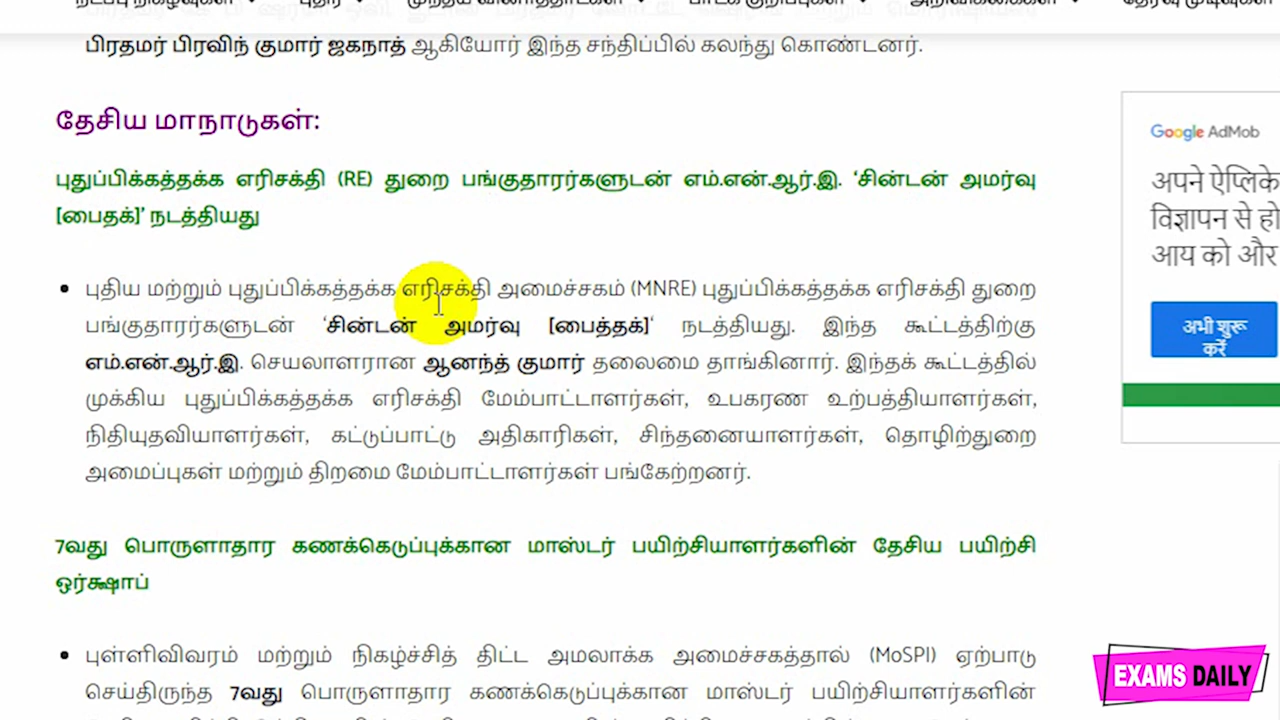 பிரதமர் பிரவிந் குமார் ஜகநாத் ஆகியோர் இந்த சந்திப்பில் கலந்து கொண்டனர்.
தேசிய மாநாடுகள்:
புதுப்பிக்கத்தக்க எரிசக்தி (RE) துறை பங்குதாரர்களுடன் எம்.என்.ஆர்.இ. 'சின்டன் அமர்வு
[பைதக்]' நடத்தியது
புதிய மற்றும் புதுப்பிக்கத்தக்க எரிசக்தி அமைச்சகம் (MNRE) புதுப்பிக்கத்தக்க எரிசக்தி துறை
பங்குதாரர்களுடன் 'சின்டன் அமர்வு [பைத்தக்]' நடத்தியது. இந்த கூட்டத்திற்கு
எம்.என்.ஆர்.இ. செயலாளரான ஆனந்த் குமார் தலைமை தாங்கினார். இந்தக் கூட்டத்தில்
முக்கிய புதுப்பிக்கத்தக்க எரிசக்தி மேம்பாட்டாளர்கள், உபகரண உற்பத்தியாளர்கள்,
நிதியுதவியாளர்கள், கட்டுப்பாட்டு அதிகாரிகள், சிந்தனையாளர்கள், தொழிற்துறை
அமைப்புகள் மற்றும் திறமை மேம்பாட்டாளர்கள் பங்கேற்றனர்.
7வது பொருளாதார கணக்கெடுப்புக்கான மாஸ்டர் பயிற்சியாளர்களின் தேசிய பயிற்சி
ஒர்க்ஷாப்
புள்ளிவிவரம் மற்றும் நிகழ்ச்சித் திட்ட அமலாக்க அமைச்சகத்தால் (MoSPI) ஏற்பாடு
செய்திருந்த 7வது பொருளாதார கணக்கெடுப்புக்கான மாஸ்டர் பயிற்சியாளர்களின்
Google AdMob
अपने ऐप्लिके
विज्ञापन से हो
आय को और
अभी शुरू
करें
EXAMS DAILY